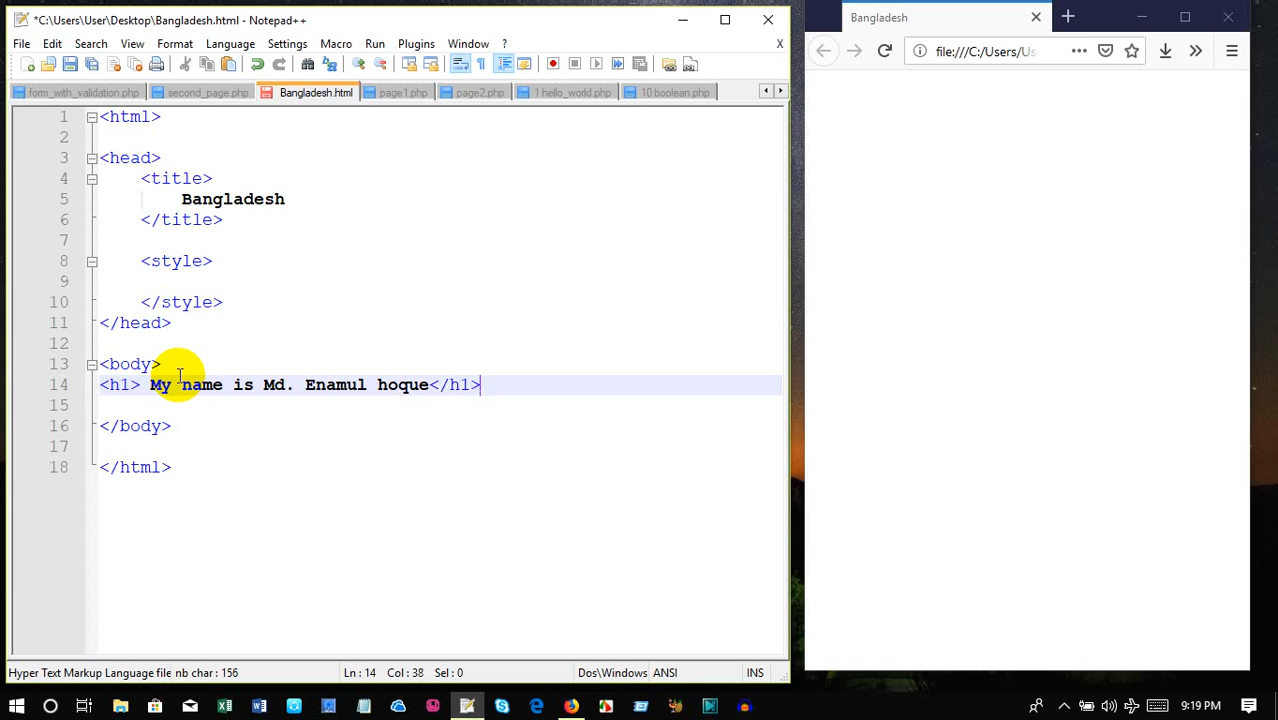 *C:\Users\User\Desktop\Bangladesh.html - Notepad++
File Edit Search View Format Language Settings Macro Run Plugins Window ? X
form_with_validation.php second_page.php Bangladesh.html page1.php page2.php 1 hello_world.php 10 boolean.php
1 <html>
2
3 <head>
4 <title>
5 Bangladesh
6 </title>
7
8 <style>
9
10 </style>
11 </head>
12
13 <body>
14 <h1> My name is Md. Enamul hoque</h1>
15
16 </body>
17
18 </html>
Hyper Text Markup Language file nb char : 156 Ln : 14 Col : 38 Sel : 0 Dos\Windows ANSI INS
Bangladesh
file:///C:/Users/Us
9:19 PM